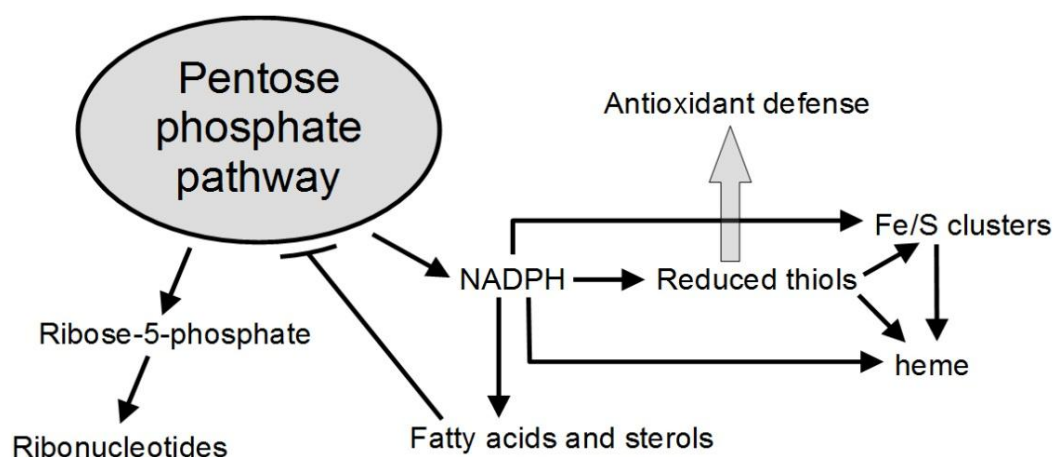 Pentose
phosphate
pathway
Antioxidant defense
Fe/S clusters
NADPH
Reduced thiols
Ribose-5-phosphate
heme
Ribonucleotides
Fatty acids and sterols